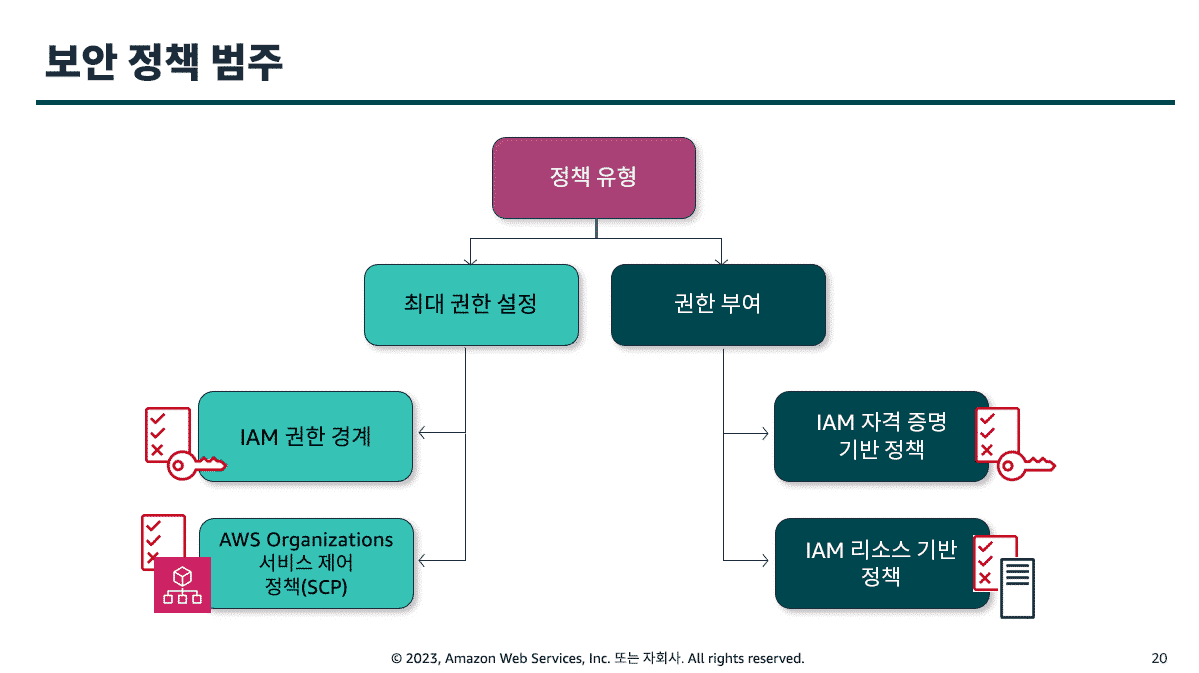 보안 정책 범주
정책 유형
최대 권한 설정
권한 부여
IAM 권한 경계
IAM 자격 증명
기반 정책
AWS Organizations
서비스 제어
정책(SCP)
IAM 리소스 기반
정책
© 2023, Amazon Web Services, Inc. 또는 자회사. All rights reserved.
20